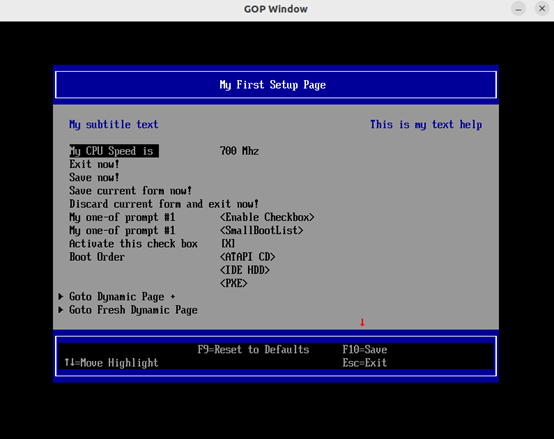 GOP Window
My First Setup Page
My subtitle text This is my text help
My CPU Speed is 700 Mhz
Exit now!
Save now!
Save current form now!
Discard current form and exit now!
My one-of prompt #1 <Enable Checkbox>
My one-of prompt #1 <SmallBootList>
Activate this check box [X]
Boot Order <ATAPI CD>
<IDE HDD>
<PXE>
Goto Dynamic Page +
Goto Fresh Dynamic Page
F9=Reset to Defaults F10=Save
↑↓=Move Highlight Esc=Exit